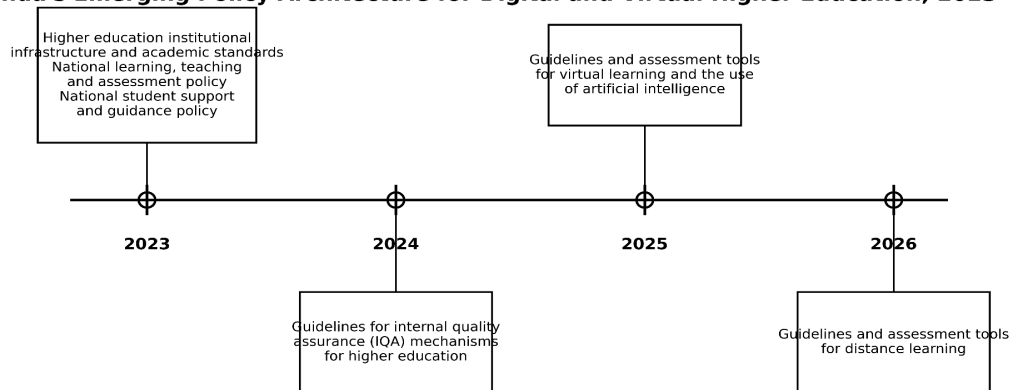 Emerging Policy Architecture for Digital and Virtual Higher Education, 2023
Higher education institutional
infrastructure and academic standards
National learning, teaching
and assessment policy
National student support
and guidance policy
Guidelines and assessment tools
for virtual learning and the use
of artificial intelligence
2023
2024
2025
2026
Guidelines for internal quality
assurance (IQA) mechanisms
for higher education
Guidelines and assessment tools
for distance learning